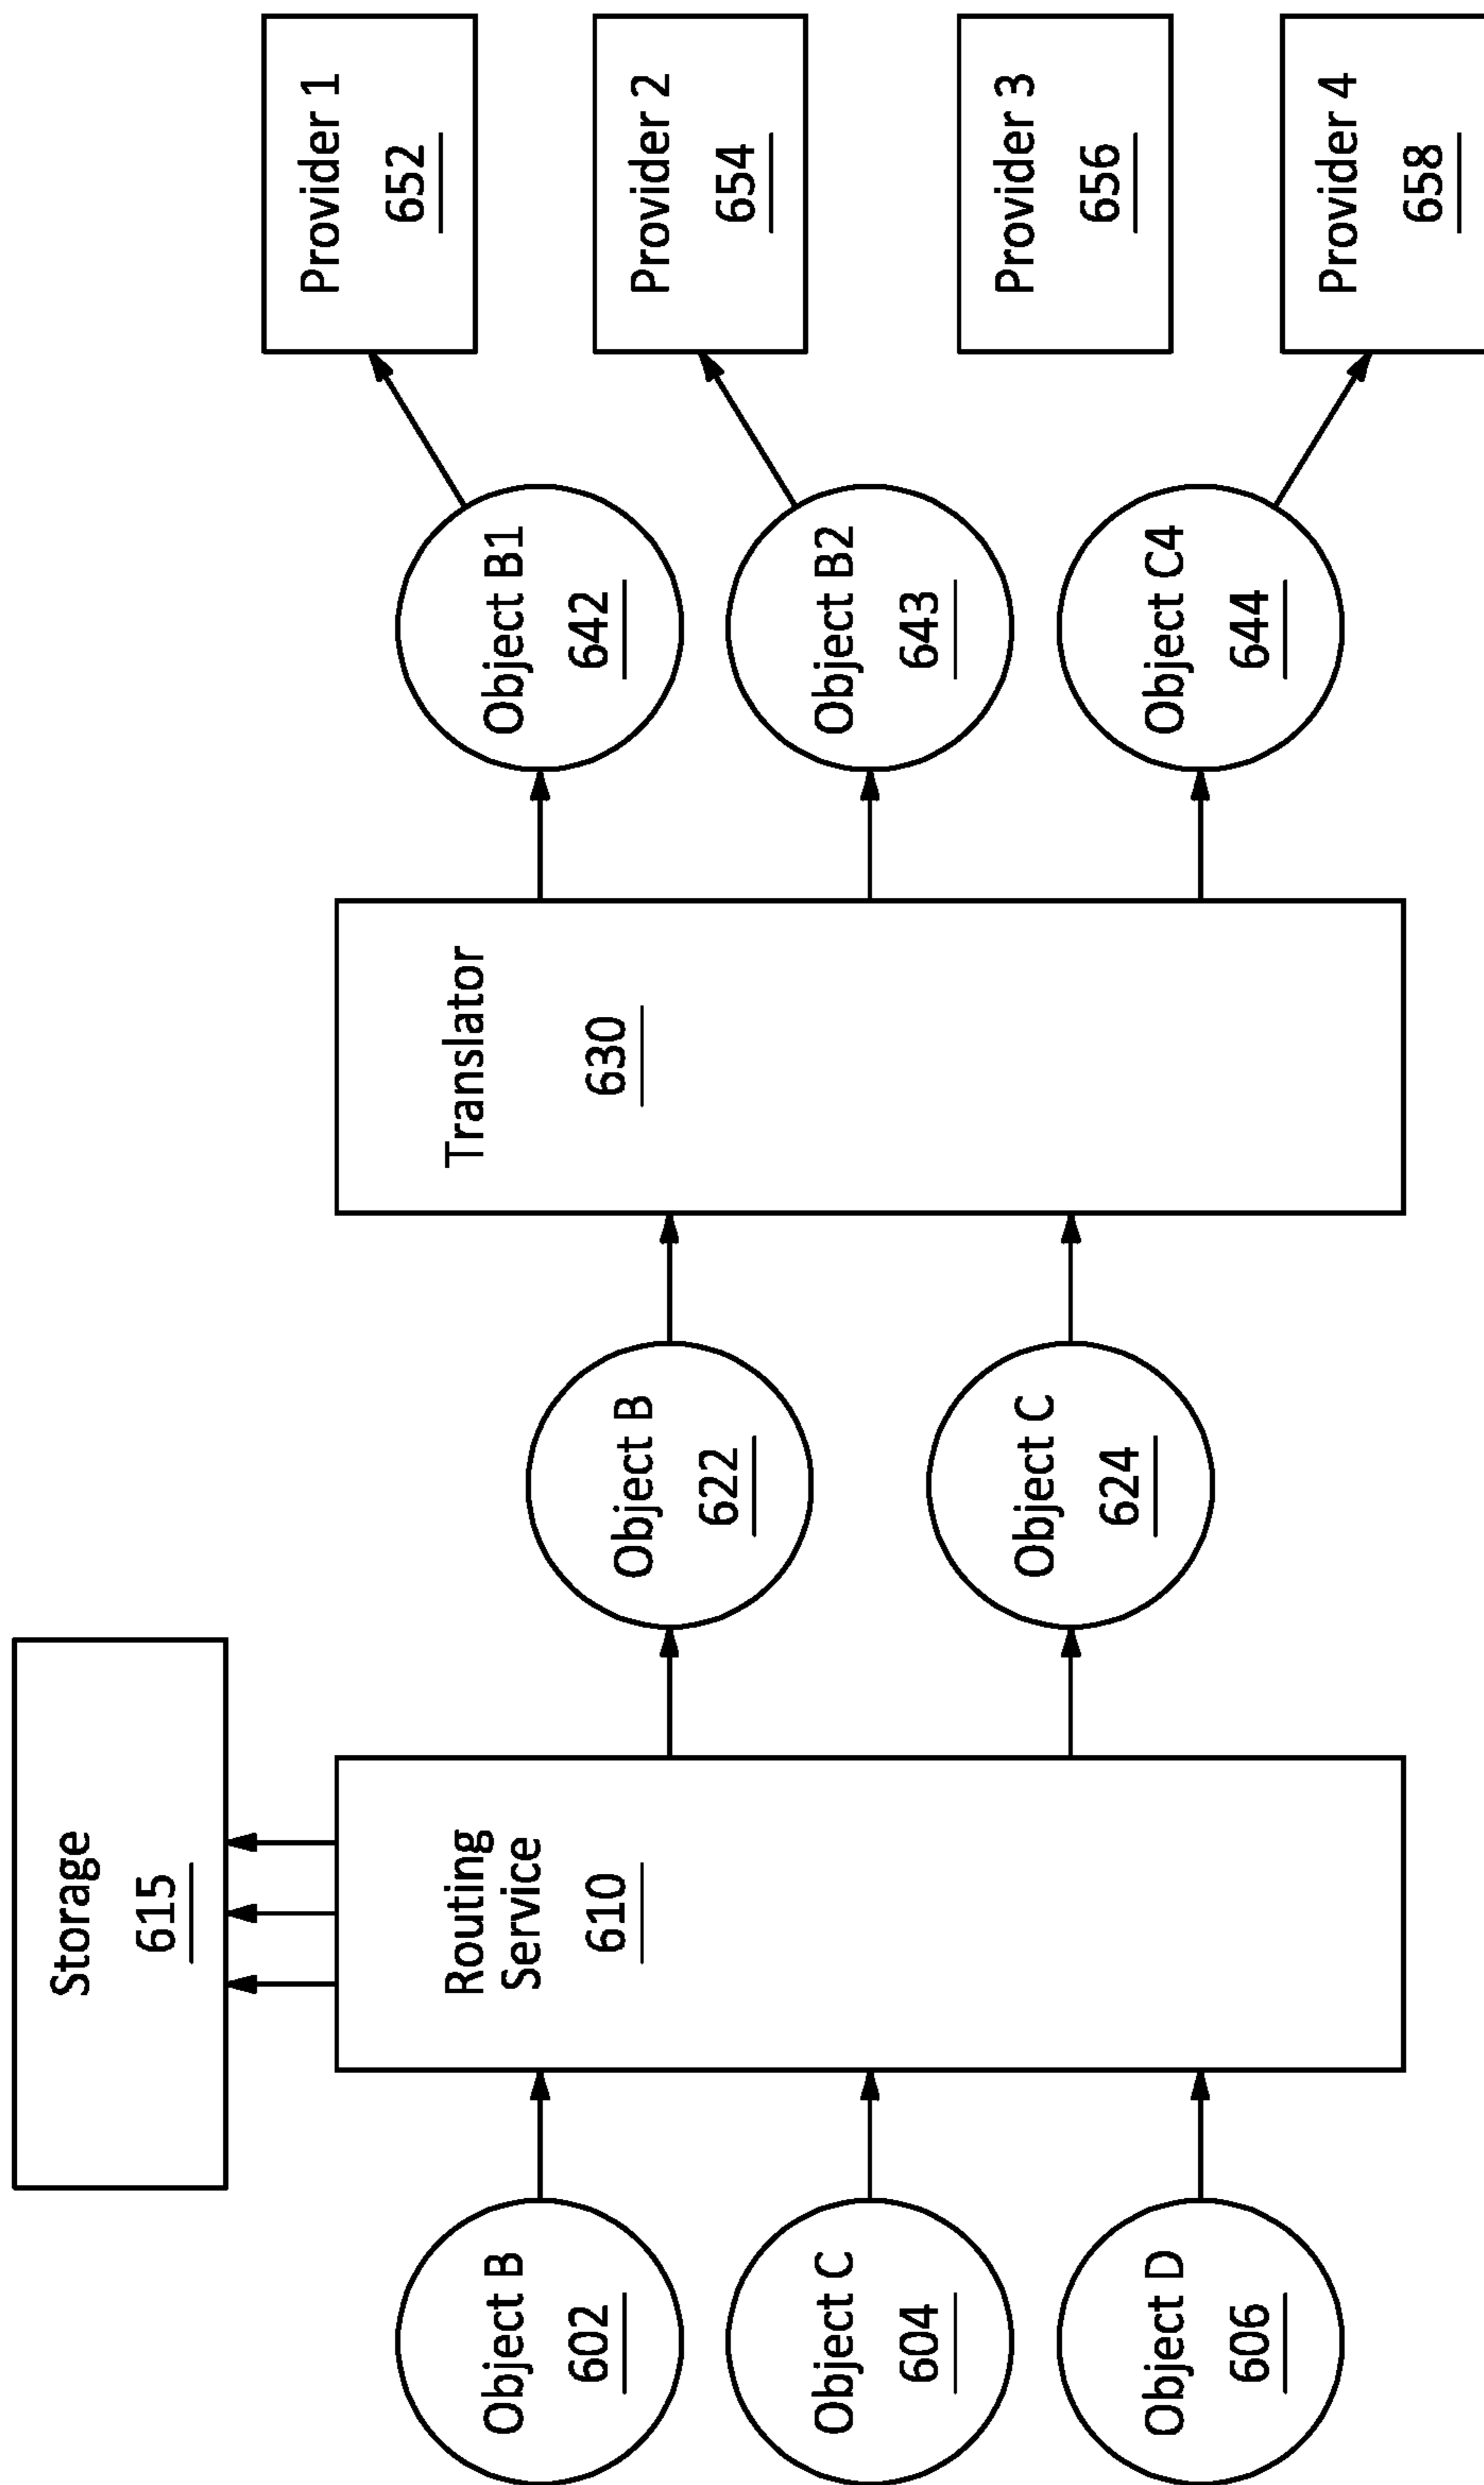 Storage
615
Object B
602
Object C
604
Object D
606
Routing
Service
610
Object B
622
Object C
624
Translator
630
Object B1
642
Object B2
643
Object C4
644
Provider 1
652
Provider 2
654
Provider 3
656
Provider 4
658